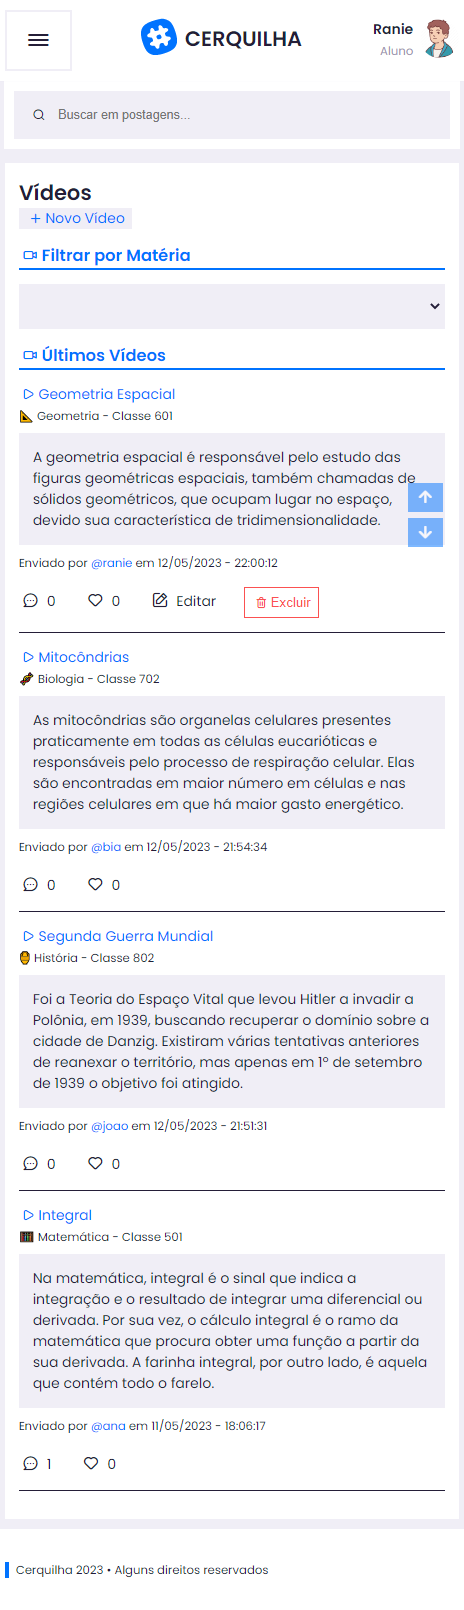 CERQUILHA
Ranie
Aluno
Buscar em postagens...
Vídeos
+ Novo Vídeo
Filtrar por Matéria
Últimos Vídeos
Geometria Espacial
Geometria - Classe 601
A geometria espacial é responsável pelo estudo das
figuras geométricas espaciais, também chamadas de
sólidos geométricos, que ocupam lugar no espaço,
devido sua característica de tridimensionalidade.
Enviado por @ranie em 12/05/2023 - 22:00:12
0 0 Editar Excluir
Mitocôndrias
Biologia - Classe 702
As mitocôndrias são organelas celulares presentes
praticamente em todas as células eucarióticas e
responsáveis pelo processo de respiração celular. Elas
são encontradas em maior número em células e nas
regiões celulares em que há maior gasto energético.
Enviado por @bia em 12/05/2023 - 21:54:34
0 0
Segunda Guerra Mundial
História - Classe 802
Foi a Teoria do Espaço Vital que levou Hitler a invadir a
Polônia, em 1939, buscando recuperar o domínio sobre a
cidade de Danzig. Existiram várias tentativas anteriores
de reanexar o território, mas apenas em 1º de setembro
de 1939 o objetivo foi atingido.
Enviado por @joao em 12/05/2023 - 21:51:31
0 0
Integral
Matemática - Classe 501
Na matemática, integral é o sinal que indica a
integração e o resultado de integrar uma diferencial ou
derivada. Por sua vez, o cálculo integral é o ramo da
matemática que procura obter uma função a partir da
sua derivada. A farinha integral, por outro lado, é aquela
que contém todo o farelo.
Enviado por @ana em 11/05/2023 - 18:06:17
1 0
Cerquilha 2023 • Alguns direitos reservados